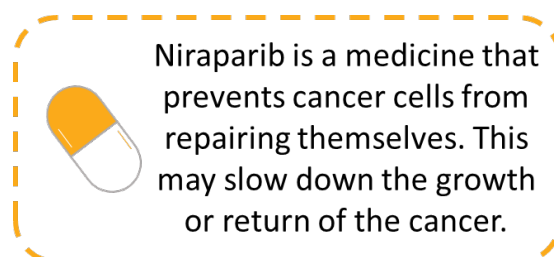 Niraparib is a medicine that
prevents cancer cells from
repairing themselves. This
may slow down the growth
or return of the cancer.